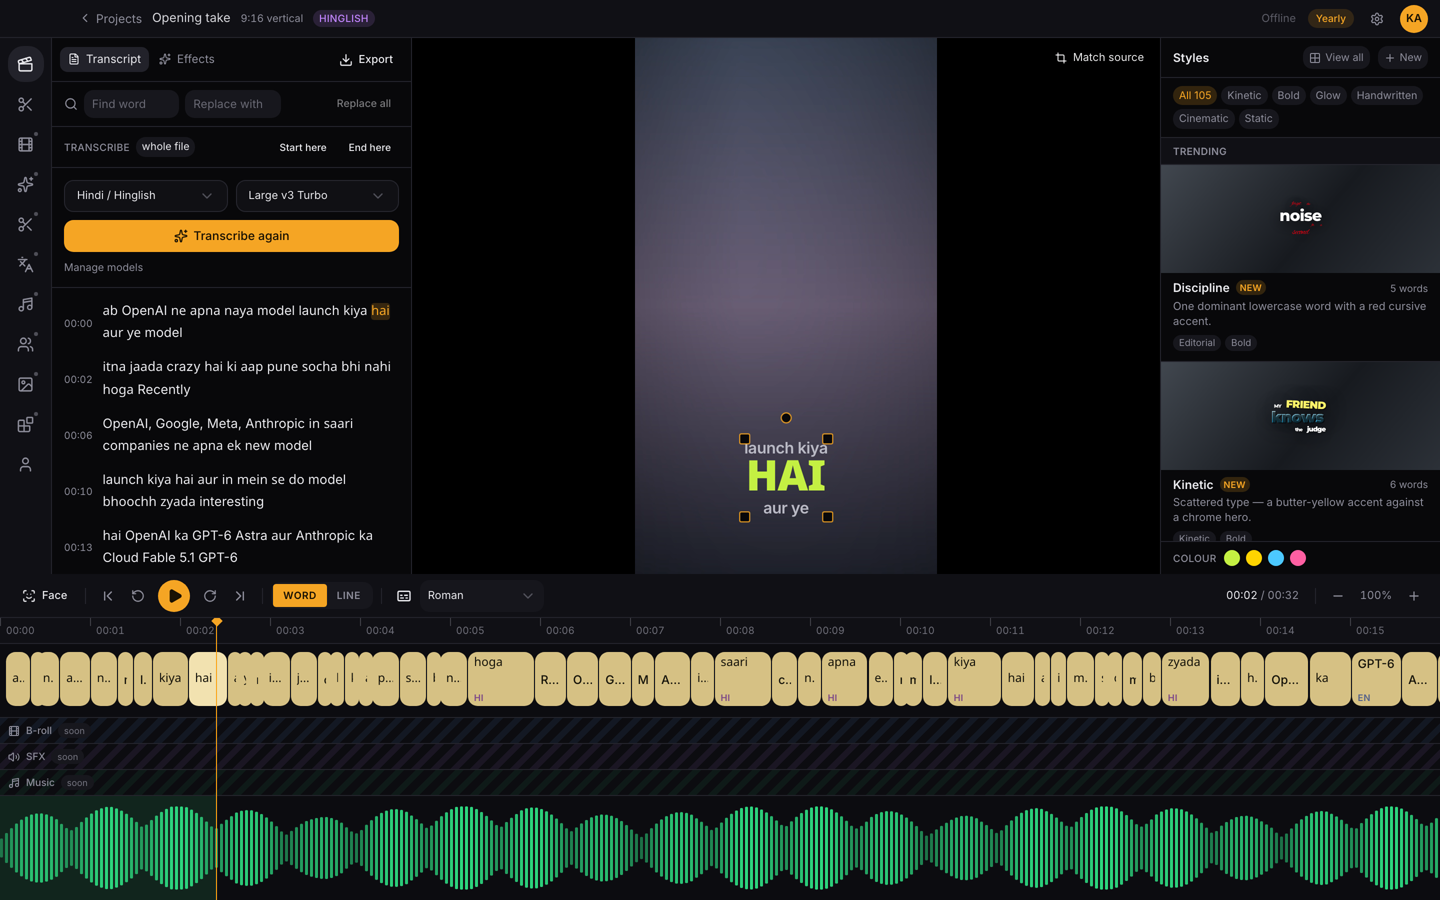 Projects
Opening take
9:16 vertical
HINGLISH
Offline
Yearly
KA
Transcript
Effects
Export
Find word
Replace with
Replace all
TRANSCRIBE
whole file
Start here
End here
Hindi / Hinglish
Large v3 Turbo
Transcribe again
Manage models
00:00
ab OpenAI ne apna naya model launch kiya hai
aur ye model
00:02
itna jaada crazy hai ki aap pune socha bhi nahi
hoga Recently
00:06
OpenAI, Google, Meta, Anthropic in saari
companies ne apna ek new model
00:10
launch kiya hai aur in mein se do model
bhoochh zyada interesting
00:13
hai OpenAI ka GPT-6 Astra aur Anthropic ka
Cloud Fable 5.1 GPT-6
Match source
launch kiya
HAI
aur ye
Styles
View all
New
All 105
Kinetic
Bold
Glow
Handwritten
Cinematic
Static
TRENDING
noise
Discipline
NEW
5 words
One dominant lowercase word with a red cursive
accent.
Editorial
Bold
MY FRIEND
knows
the judge
Kinetic
NEW
6 words
Scattered type — a butter-yellow accent against
a chrome hero.
Kinetic
Bold
COLOUR
Face
WORD
LINE
Roman
00:02 / 00:32
100%
00:00
00:01
00:02
00:03
00:04
00:05
00:06
00:07
00:08
00:09
00:10
00:11
00:12
00:13
00:14
00:15
a..
n.
a...
n..
l.
kiya
hai
i...
j...
p...
s...
n..
hoga
HI
R...
O...
G...
M
A...
i...
saari
HI
c..
n.
apna
HI
e..
l...
kiya
HI
hai
i
m.
zyada
HI
i...
h.
Op...
ka
GPT-6
EN
A...
B-roll
soon
SFX
soon
Music
soon